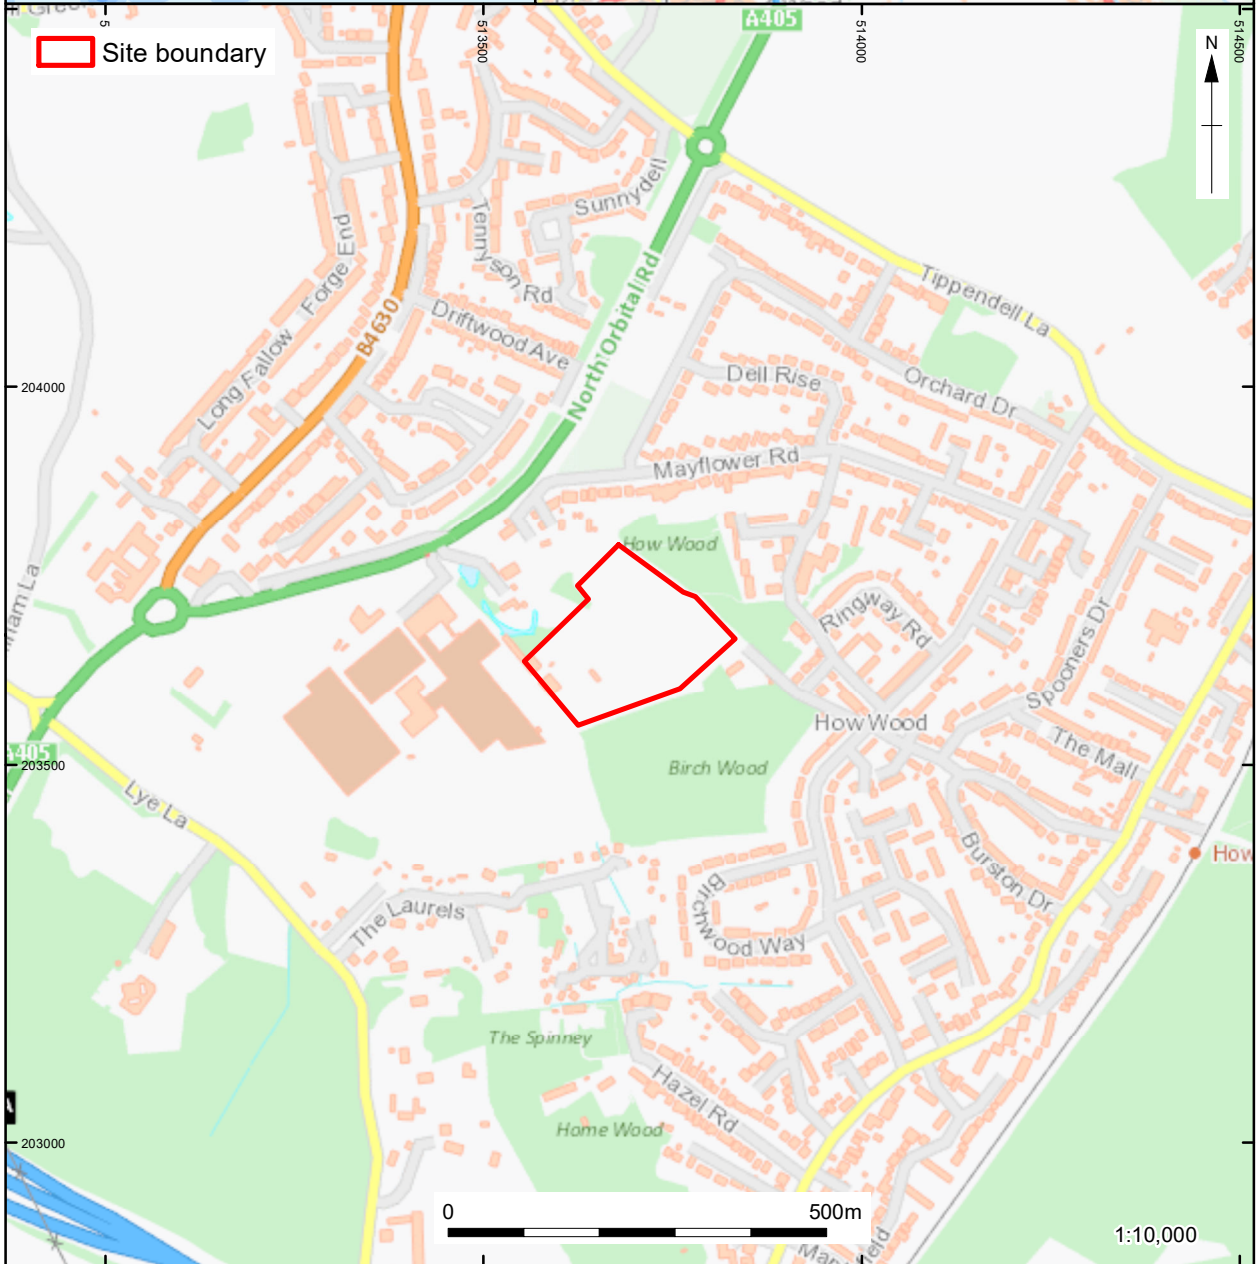 Site boundary
A405
513500
514000
514500
N
Sunnydell
Tennyson Rd
Forge End
Long Fallow
B4630
Driftwood Ave
North Orbital Rd
Tippendell La
Dell Rise
Orchard Dr
204000
Mayflower Rd
How Wood
Ringway Rd
Spooners Dr
How Wood
The Mall
A405
203500
Birch Wood
Lye La
Burston Dr
How
The Laurels
Birchwood Way
The Spinney
Hazel Rd
Home Wood
203000
0
500m
1:10,000